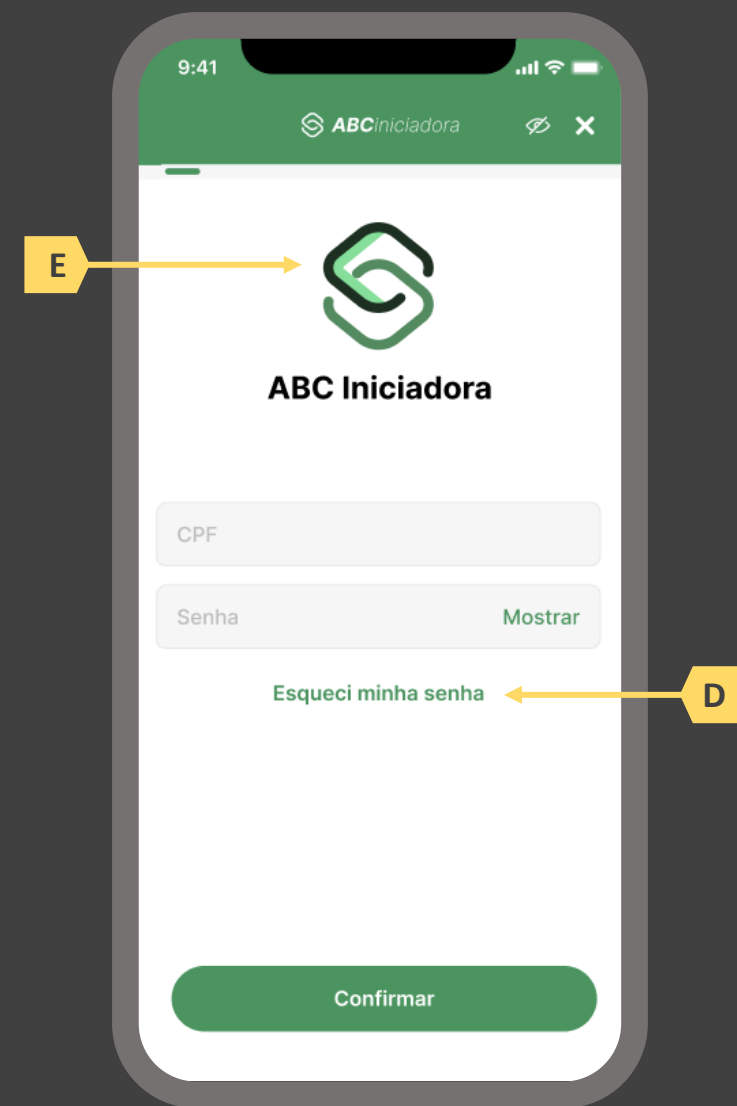 9:41
ABCiniciadora
E
ABC Iniciadora
CPF
Senha Mostrar
Esqueci minha senha
D
Confirmar